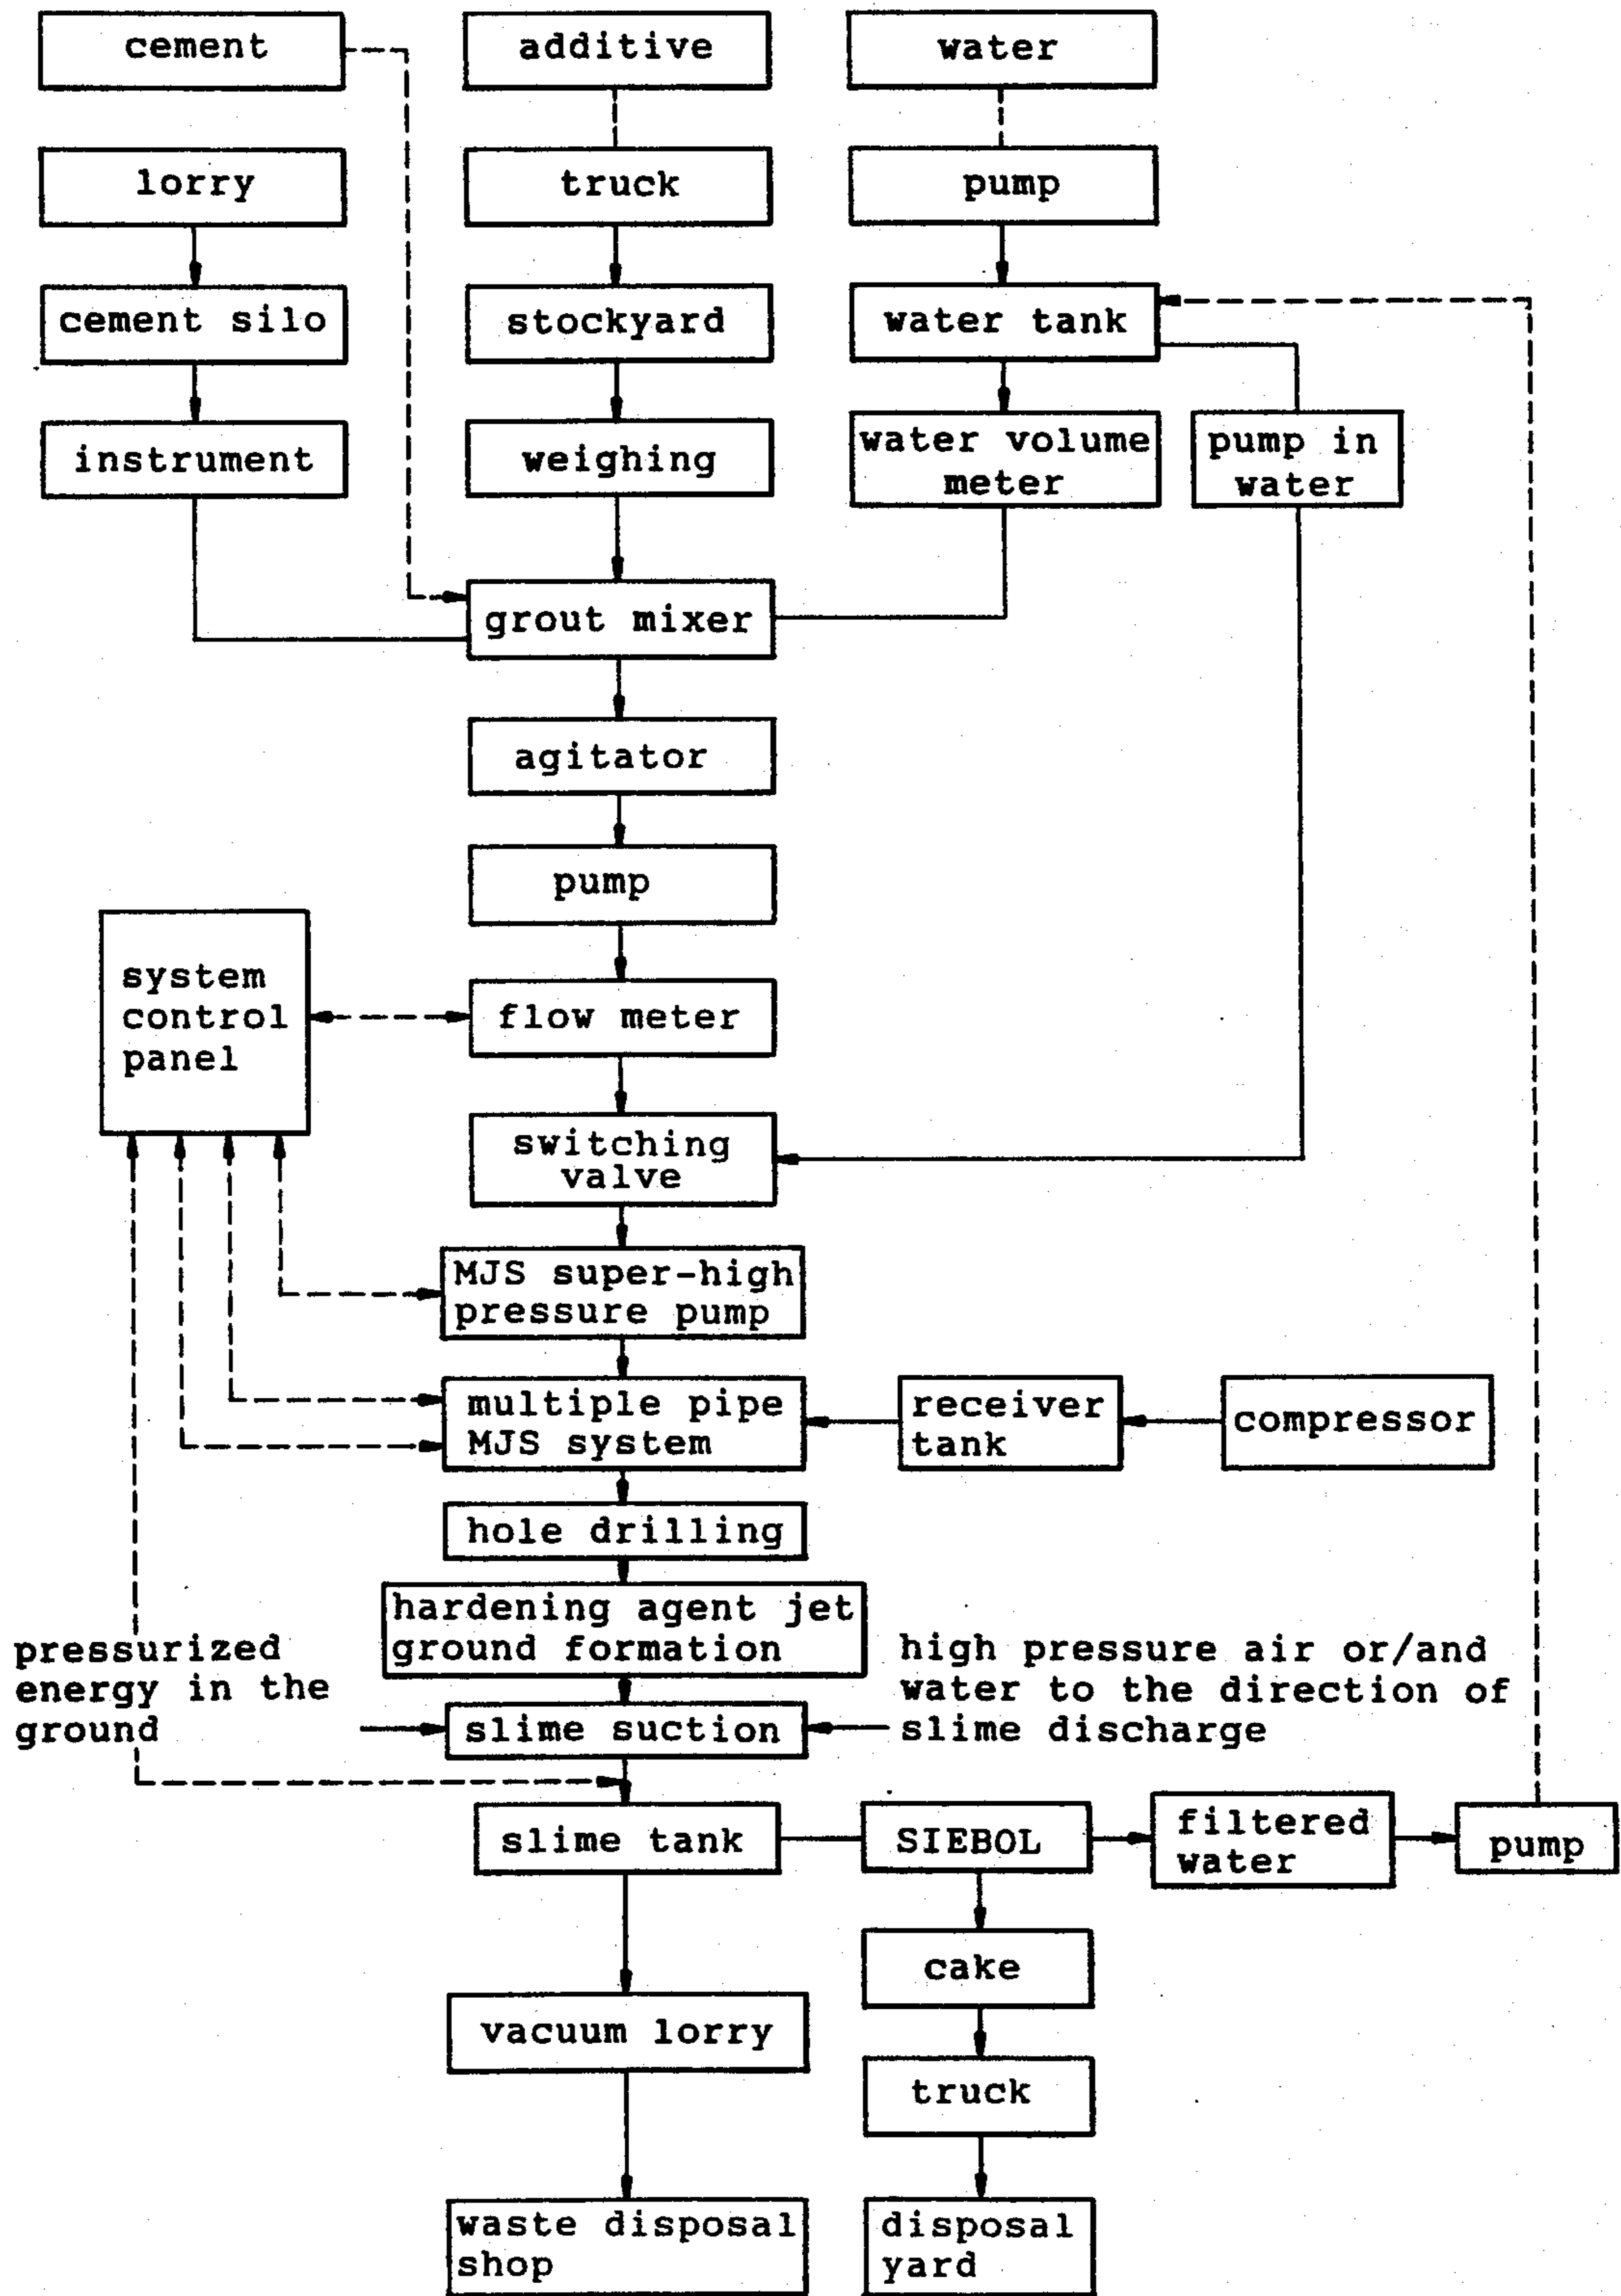 cement
additive
water
lorry
truck
pump
cement silo
stockyard
water tank
instrument
weighing
water volume
meter
pump in
water
grout mixer
agitator
pump
system
control
panel
flow meter
switching
valve
MJS super-high
pressure pump
multiple pipe
MJS system
receiver
tank
compressor
hole drilling
hardening agent jet
ground formation
pressurized
energy in the
ground
high pressure air or/and
water to the direction of
slime discharge
slime suction
slime tank
SIEBOL
filtered
water
pump
cake
vacuum lorry
truck
waste disposal
shop
disposal
yard